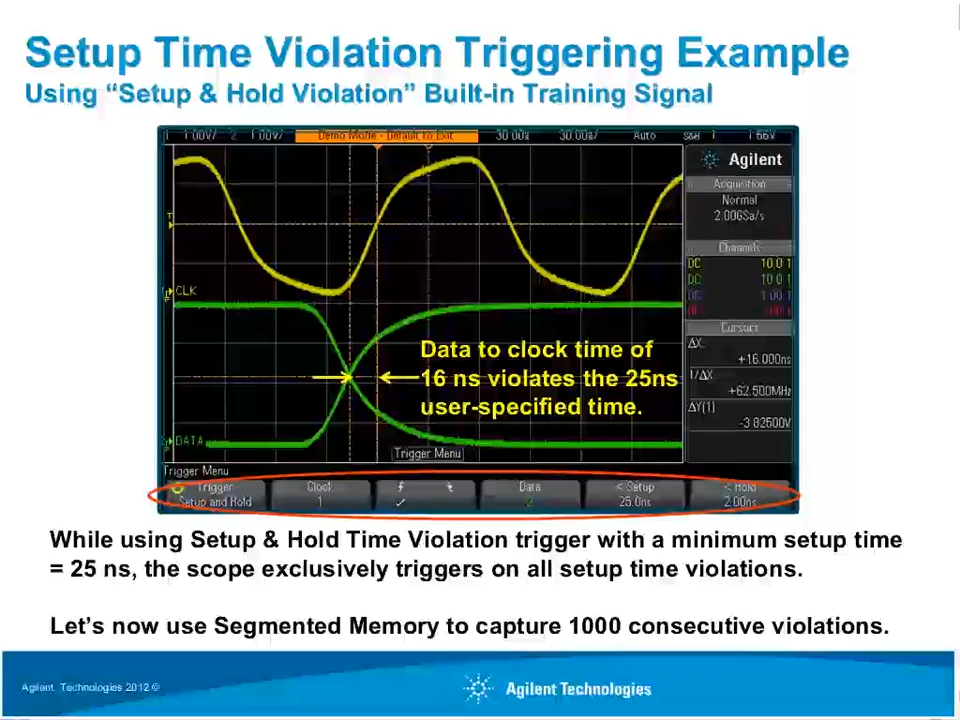 Setup Time Violation Triggering Example
Using “Setup & Hold Violation” Built-in Training Signal
1 1.00V/ 2 1.00V/ Demo Mode - Default to Exit 30.00s 30.00s/ Auto S&H 1 1.66V
Agilent
Acquisition
Normal
2.00GSa/s
Channels
DC 10.0:1
DC 10.0:1
DC 1.00:1
T
CLK
Cursors
ΔX:
+16.000ns
1/ΔX:
+62.500MHz
ΔY(1)
-3.82500V
Data to clock time of
16 ns violates the 25ns
user-specified time.
DATA
Trigger Menu
Trigger Menu
Trigger Clock Data < Setup < Hold
Setup and Hold 1 2 25.0ns 2.00ns
While using Setup & Hold Time Violation trigger with a minimum setup time
= 25 ns, the scope exclusively triggers on all setup time violations.
Let’s now use Segmented Memory to capture 1000 consecutive violations.
Agilent Technologies 2012 ©
Agilent Technologies